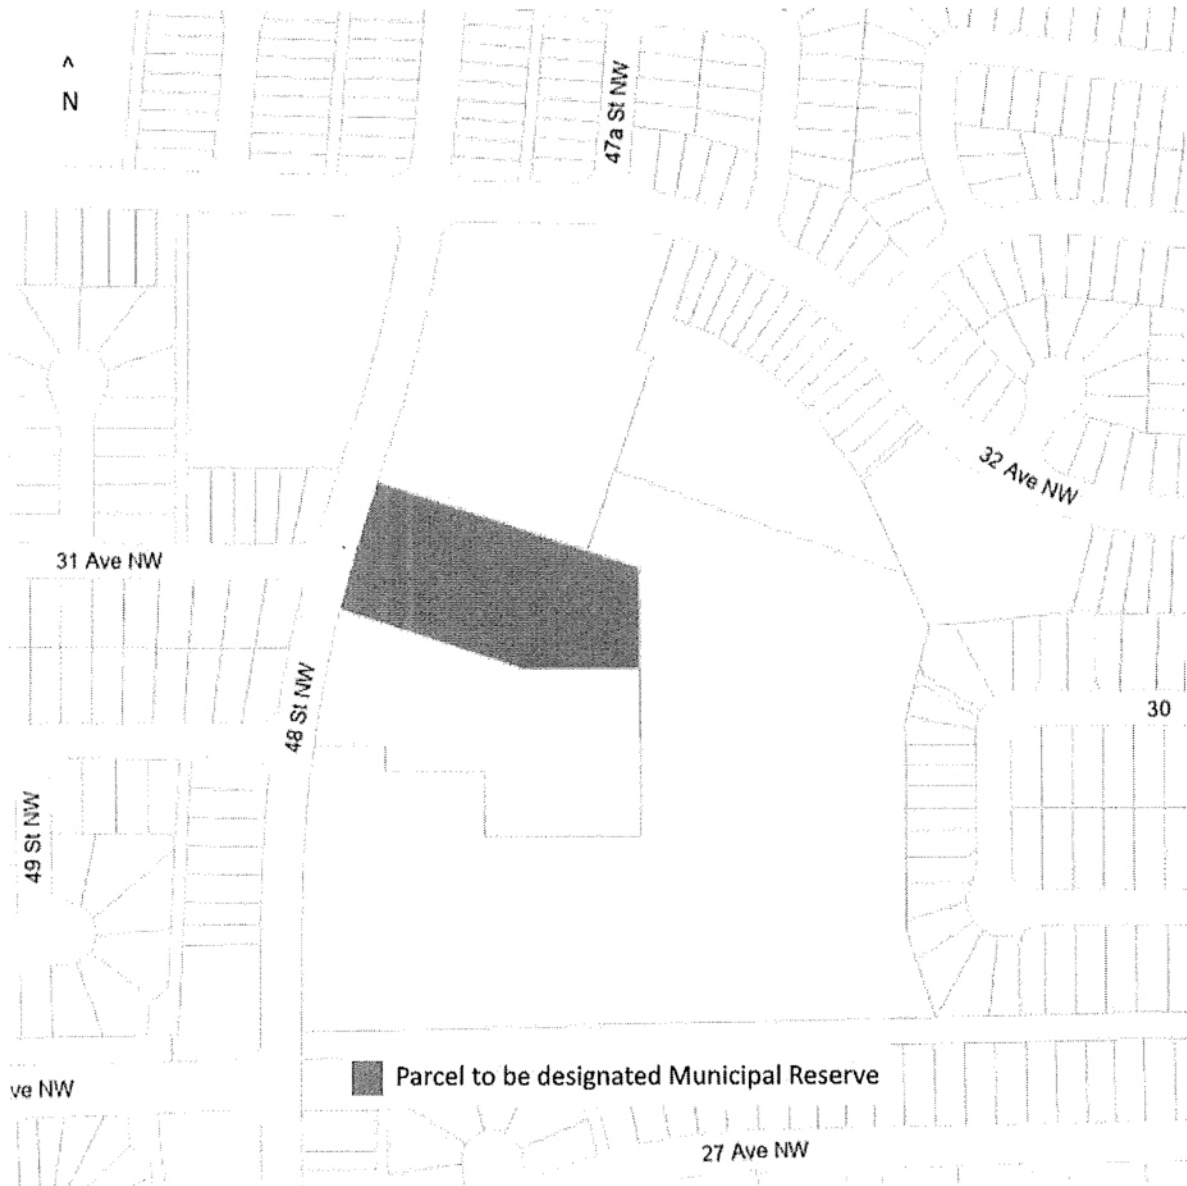 ^
N
47a St NW
32 Ave NW
31 Ave NW
48 St NW
30
49 St NW
Parcel to be designated Municipal Reserve
ve NW
27 Ave NW